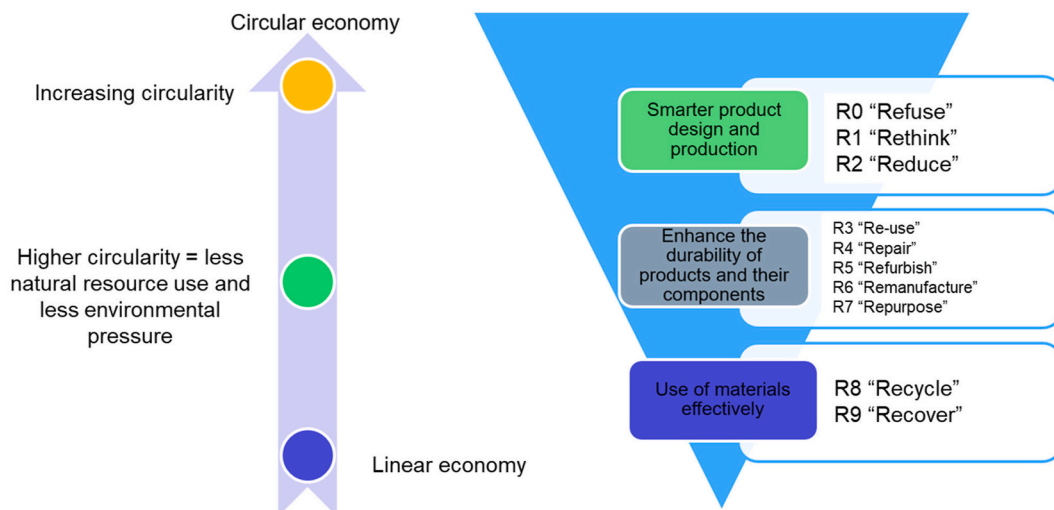 Circular economy
Increasing circularity
Higher circularity = less
natural resource use and
less environmental
pressure
Linear economy
Smarter product
design and
production
R0 “Refuse”
R1 “Rethink”
R2 “Reduce”
Enhance the
durability of
products and their
components
R3 “Re-use”
R4 “Repair”
R5 “Refurbish”
R6 “Remanufacture”
R7 “Repurpose”
Use of materials
effectively
R8 “Recycle”
R9 “Recover”